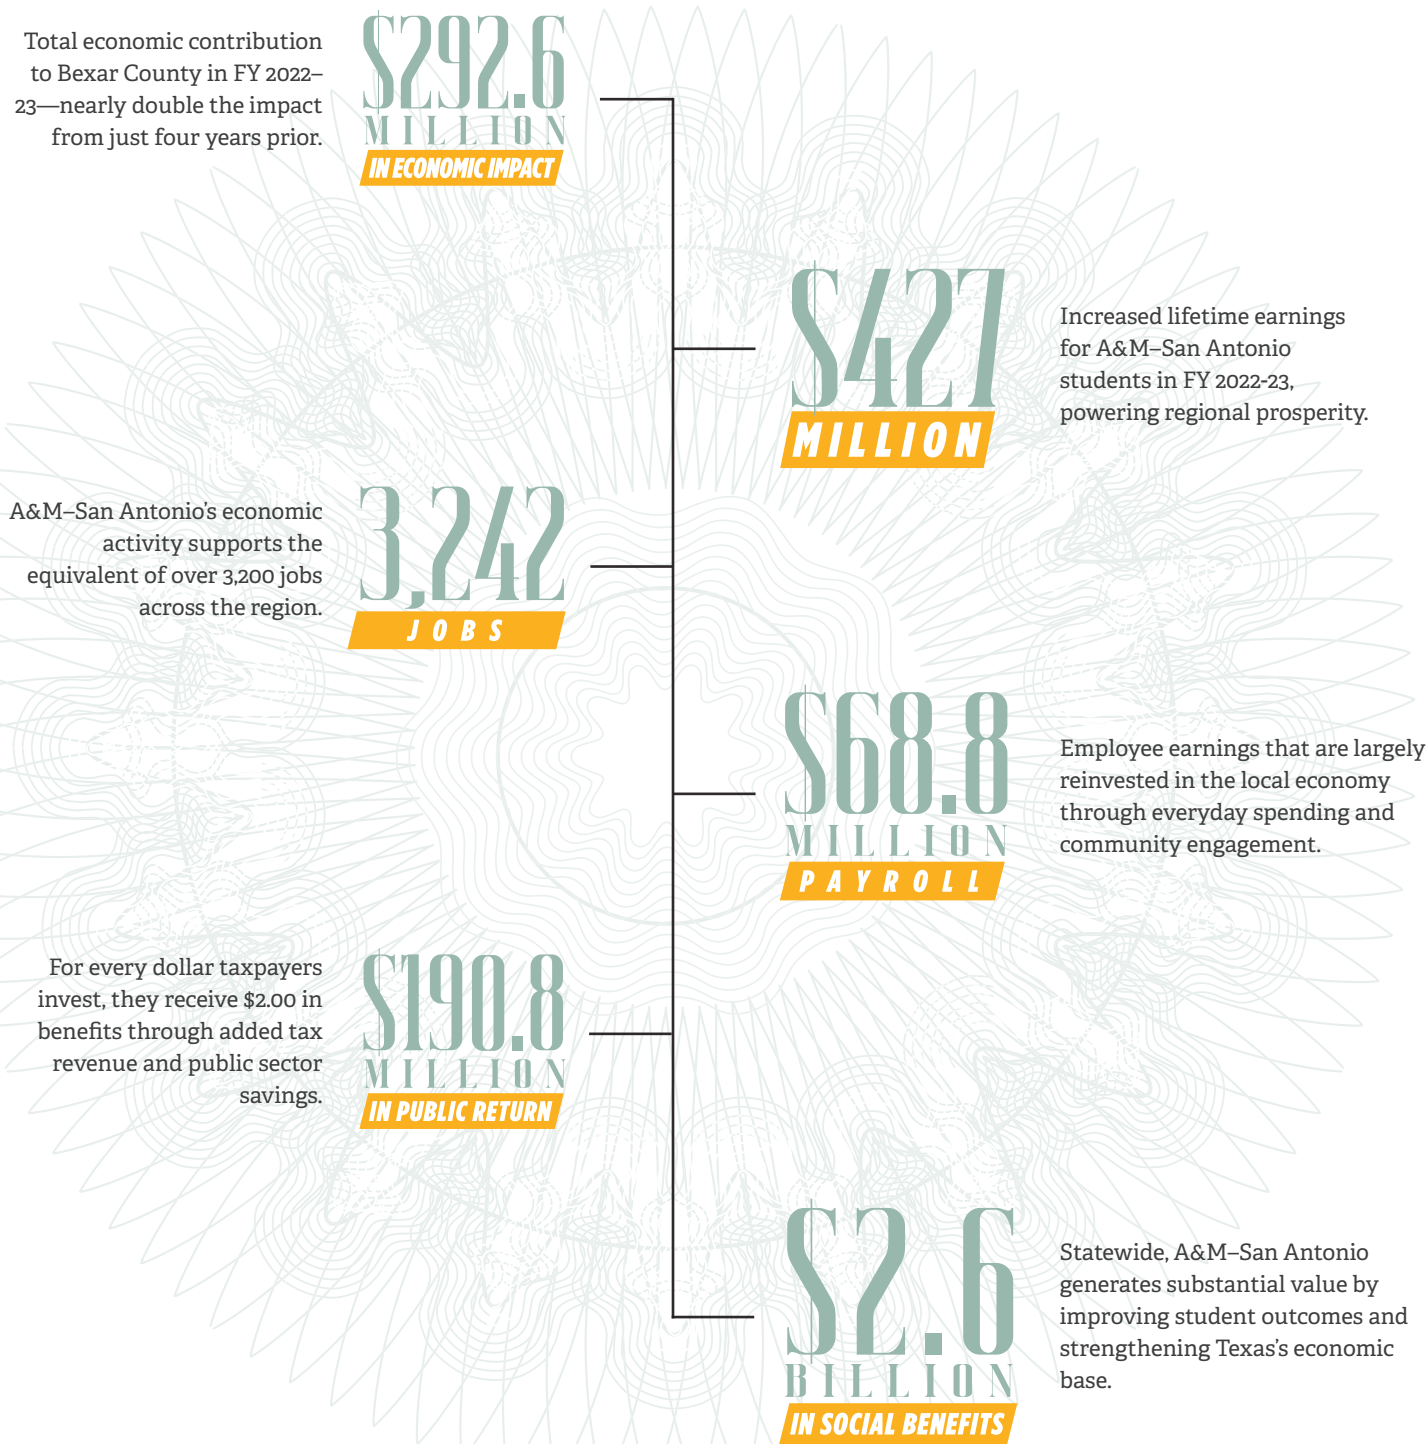 Total economic contribution
to Bexar County in FY 2022–
23—nearly double the impact
from just four years prior.
$292.6
MILLION
IN ECONOMIC IMPACT
$427
MILLION
Increased lifetime earnings
for A&M–San Antonio
students in FY 2022-23,
powering regional prosperity.
A&M–San Antonio’s economic
activity supports the
equivalent of over 3,200 jobs
across the region.
3,242
JOBS
$68.8
MILLION
PAYROLL
Employee earnings that are largely
reinvested in the local economy
through everyday spending and
community engagement.
For every dollar taxpayers
invest, they receive $2.00 in
benefits through added tax
revenue and public sector
savings.
$190.8
MILLION
IN PUBLIC RETURN
$2.6
BILLION
IN SOCIAL BENEFITS
Statewide, A&M–San Antonio
generates substantial value by
improving student outcomes and
strengthening Texas’s economic
base.